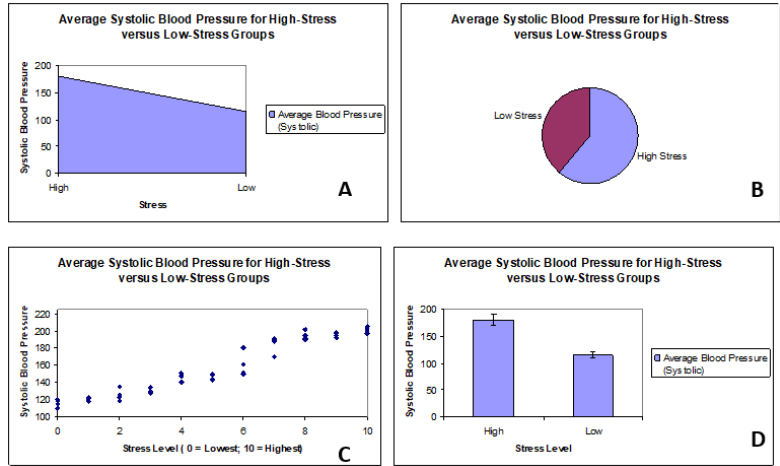 Average Systolic Blood Pressure for High-Stress
versus Low-Stress Groups
Systolic Blood Pressure
200
150
100
50
0
High
Low
Stress
Average Blood Pressure
(Systolic)
A
Average Systolic Blood Pressure for High-Stress
versus Low-Stress Groups
Low Stress
High Stress
B
Average Systolic Blood Pressure for High-Stress
versus Low-Stress Groups
Systolic Blood Pressure
220
200
180
160
140
120
100
0 2 4 6 8 10
Stress Level ( 0 = Lowest; 10 = Highest)
C
Average Systolic Blood Pressure for High-Stress
versus Low-Stress Groups
Systolic Blood Pressure
200
150
100
50
0
High
Low
Stress Level
Average Blood Pressure
(Systolic)
D